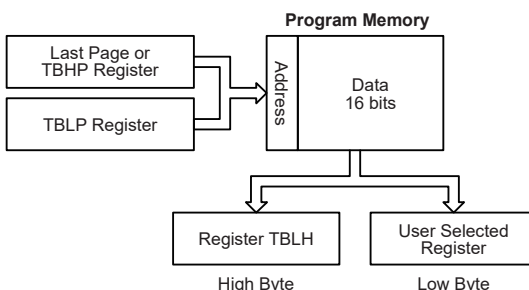 Program Memory
Last Page or
TBHP Register
TBLP Register
Address
Data
16 bits
Register TBLH
User Selected
Register
High Byte
Low Byte